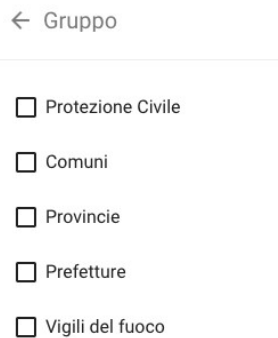 Gruppo
Protezione Civile
Comuni
Provincie
Prefetture
Vigili del fuoco